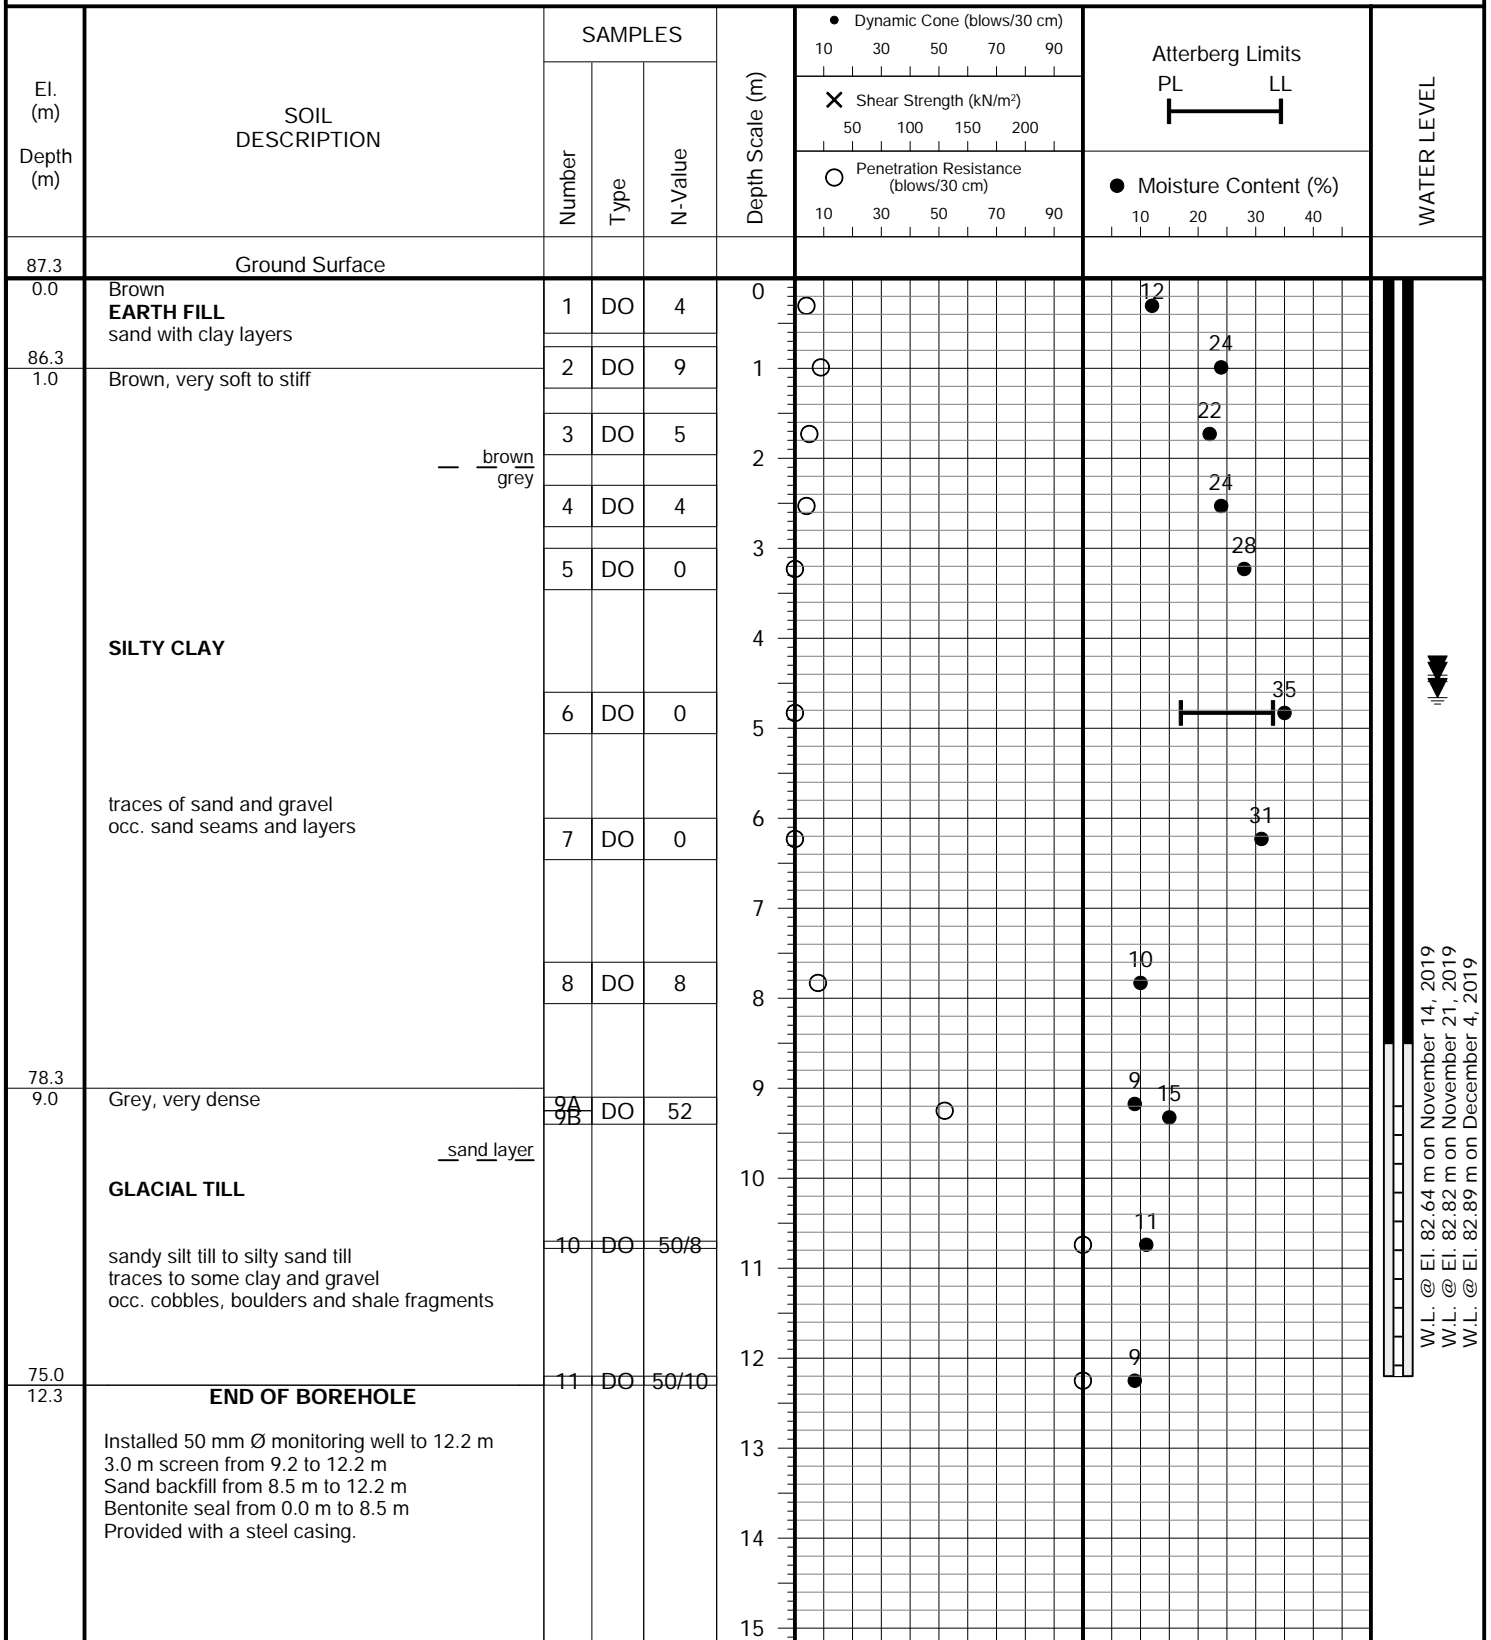 El.
(m)
Depth
(m)
SOIL
DESCRIPTION
SAMPLES
Number
Type
N-Value
Depth Scale (m)
Dynamic Cone (blows/30 cm)
10 30 50 70 90
Shear Strength (kN/m²)
50 100 150 200
Penetration Resistance
(blows/30 cm)
10 30 50 70 90
Atterberg Limits
PL LL
Moisture Content (%)
10 20 30 40
WATER LEVEL
87.3 Ground Surface
0.0 Brown
EARTH FILL
sand with clay layers
1 DO 4
0
12
86.3
1.0 Brown, very soft to stiff
2 DO 9
1
24
3 DO 5
22
brown
grey
2
4 DO 4
24
3
5 DO 0
28
SILTY CLAY
4
6 DO 0
35
5
traces of sand and gravel
occ. sand seams and layers
6
7 DO 0
31
7
8 DO 8
10
8
78.3
9.0 Grey, very dense
9A
9B
DO 52
9
9
15
sand layer
GLACIAL TILL
10
sandy silt till to silty sand till
traces to some clay and gravel
occ. cobbles, boulders and shale fragments
10 DO 50/8
11
11
12
75.0
12.3
11 DO 50/10
9
END OF BOREHOLE
Installed 50 mm Ø monitoring well to 12.2 m
3.0 m screen from 9.2 to 12.2 m
Sand backfill from 8.5 m to 12.2 m
Bentonite seal from 0.0 m to 8.5 m
Provided with a steel casing.
13
14
15
W.L. @ El. 82.64 m on November 14, 2019
W.L. @ El. 82.82 m on November 21, 2019
W.L. @ El. 82.89 m on December 4, 2019